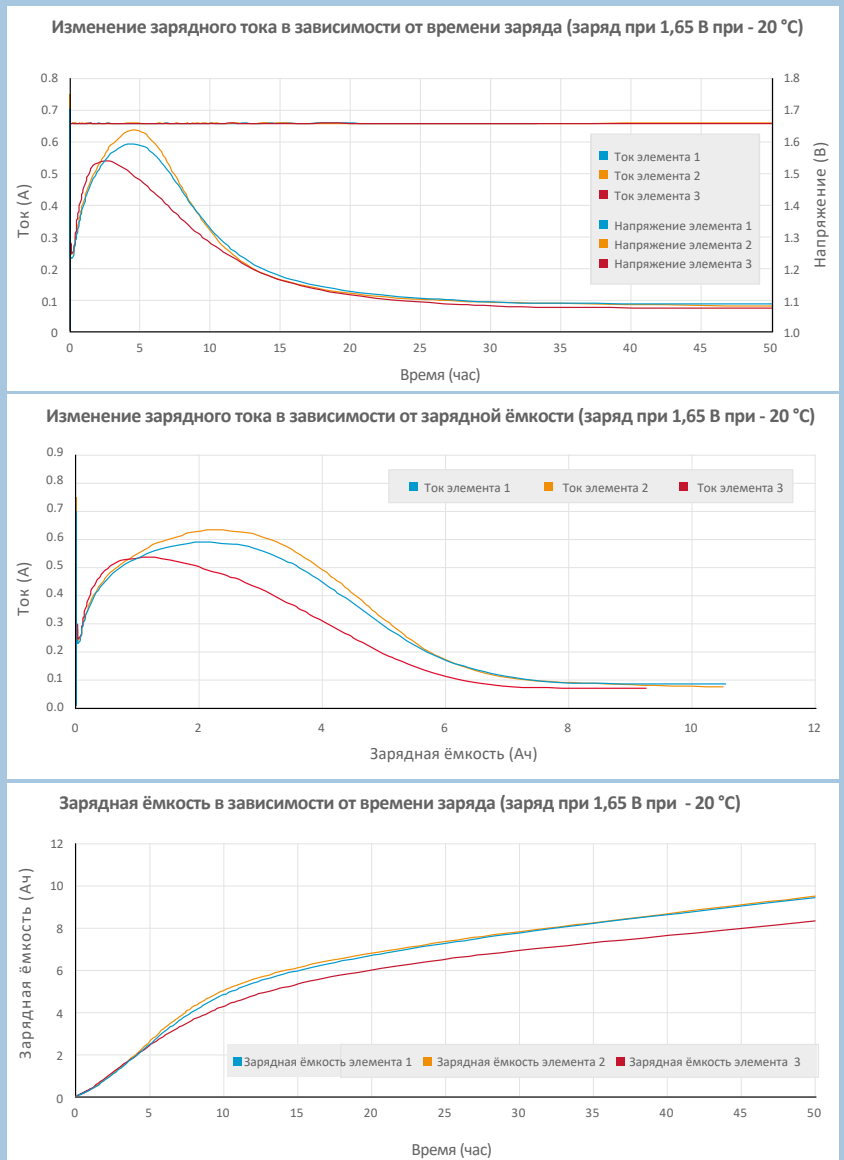 Изменение зарядного тока в зависимости от времени заряда (заряд при 1,65 В при - 20 °C)
0.8
0.7
0.6
0.5
0.4
0.3
0.2
0.1
0
Ток (А)
1.8
1.7
1.6
1.5
1.4
1.3
1.2
1.1
1.0
Напряжение (В)
Ток элемента 1
Ток элемента 2
Ток элемента 3
Напряжение элемента 1
Напряжение элемента 2
Напряжение элемента 3
0 5 10 15 20 25 30 35 40 45 50
Время (час)
Изменение зарядного тока в зависимости от зарядной ёмкости (заряд при 1,65 В при - 20 °C)
0.9
0.8
0.7
0.6
0.5
0.4
0.3
0.2
0.1
0.0
Ток (А)
Ток элемента 1 Ток элемента 2 Ток элемента 3
0 2 4 6 8 10 12
Зарядная ёмкость (Ач)
Зарядная ёмкость в зависимости от времени заряда (заряд при 1,65 В при - 20 °C)
12
10
8
6
4
2
0
Зарядная ёмкость (Ач)
Зарядная ёмкость элемента 1 Зарядная ёмкость элемента 2 Зарядная ёмкость элемента 3
0 5 10 15 20 25 30 35 40 45 50
Время (час)